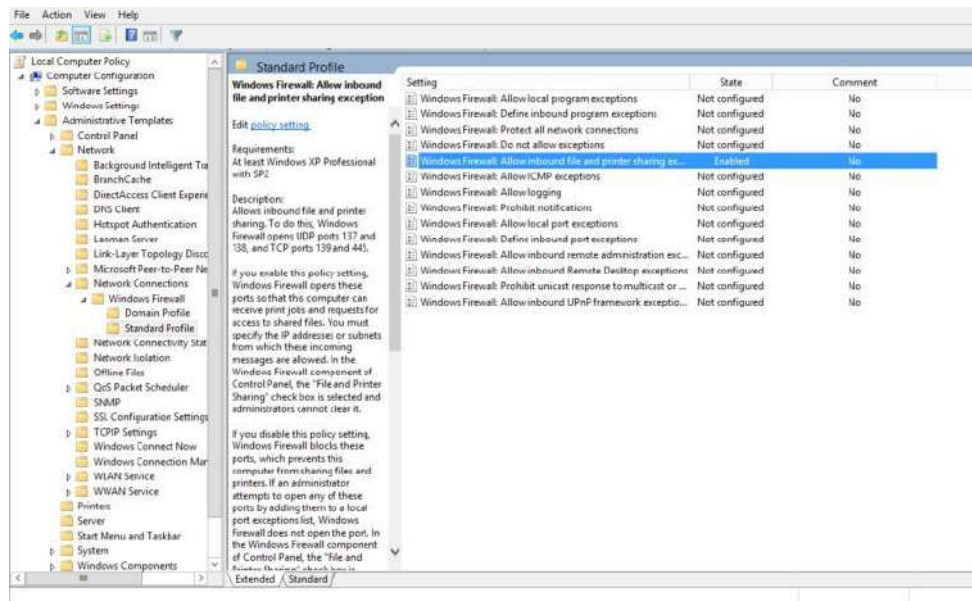 File Action View Help
Local Computer Policy
Computer Configuration
Software Settings
Windows Settings
Administrative Templates
Control Panel
Network
Background Intelligent Tra
BranchCache
DirectAccess Client Experie
DNS Client
Hotspot Authentication
Lanman Server
Link-Layer Topology Disco
Microsoft Peer-to-Peer Ne
Network Connections
Windows Firewall
Domain Profile
Standard Profile
Network Connectivity Stat
Network Isolation
Offline Files
QoS Packet Scheduler
SNMP
SSL Configuration Settings
TCPIP Settings
Windows Connect Now
Windows Connection Mar
WLAN Service
WWAN Service
Printers
Server
Start Menu and Taskbar
System
Windows Components
Standard Profile
Windows Firewall: Allow inbound
file and printer sharing exception
Edit policy setting
Requirements:
At least Windows XP Professional
with SP2
Description:
Allows inbound file and printer
sharing. To do this, Windows
Firewall opens UDP ports 137 and
138, and TCP ports 139 and 445.
If you enable this policy setting,
Windows Firewall opens these
ports so that this computer can
receive print jobs and requests for
access to shared files. You must
specify the IP addresses or subnets
from which these incoming
messages are allowed. In the
Windows Firewall component of
Control Panel, the "File and Printer
Sharing" check box is selected and
administrators cannot clear it.
If you disable this policy setting,
Windows Firewall blocks these
ports, which prevents this
computer from sharing files and
printers. If an administrator
attempts to open any of these
ports by adding them to a local
port exceptions list, Windows
Firewall does not open the port. In
the Windows Firewall component
of Control Panel, the "File and
Printer Sharing" check box is
Setting State Comment
Windows Firewall: Allow local program exceptions Not configured No
Windows Firewall: Define inbound program exceptions Not configured No
Windows Firewall: Protect all network connections Not configured No
Windows Firewall: Do not allow exceptions Not configured No
Windows Firewall: Allow inbound file and printer sharing ex... Enabled No
Windows Firewall: Allow ICMP exceptions Not configured No
Windows Firewall: Allow logging Not configured No
Windows Firewall: Prohibit notifications Not configured No
Windows Firewall: Allow local port exceptions Not configured No
Windows Firewall: Define inbound port exceptions Not configured No
Windows Firewall: Allow inbound remote administration exc... Not configured No
Windows Firewall: Allow inbound Remote Desktop exceptions Not configured No
Windows Firewall: Prohibit unicast response to multicast or ... Not configured No
Windows Firewall: Allow inbound UPnP framework exceptio... Not configured No
Extended Standard